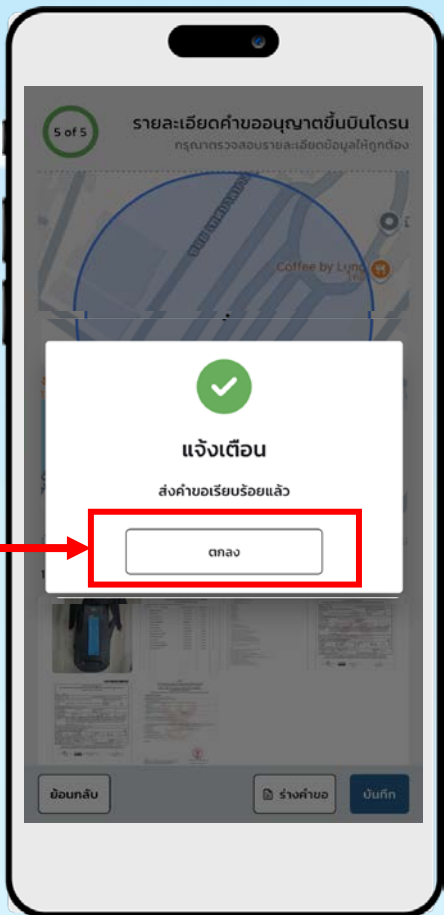 5 of 5
รายละเอียดคำขออนุญาตขึ้นบินโดรน
กรุณาตรวจสอบรายละเอียดข้อมูลให้ถูกต้อง
Coffee by Lung
แจ้งเตือน
ส่งคำขอเรียบร้อยแล้ว
ตกลง
ย้อนกลับ
ร่างคำขอ
บันทึก